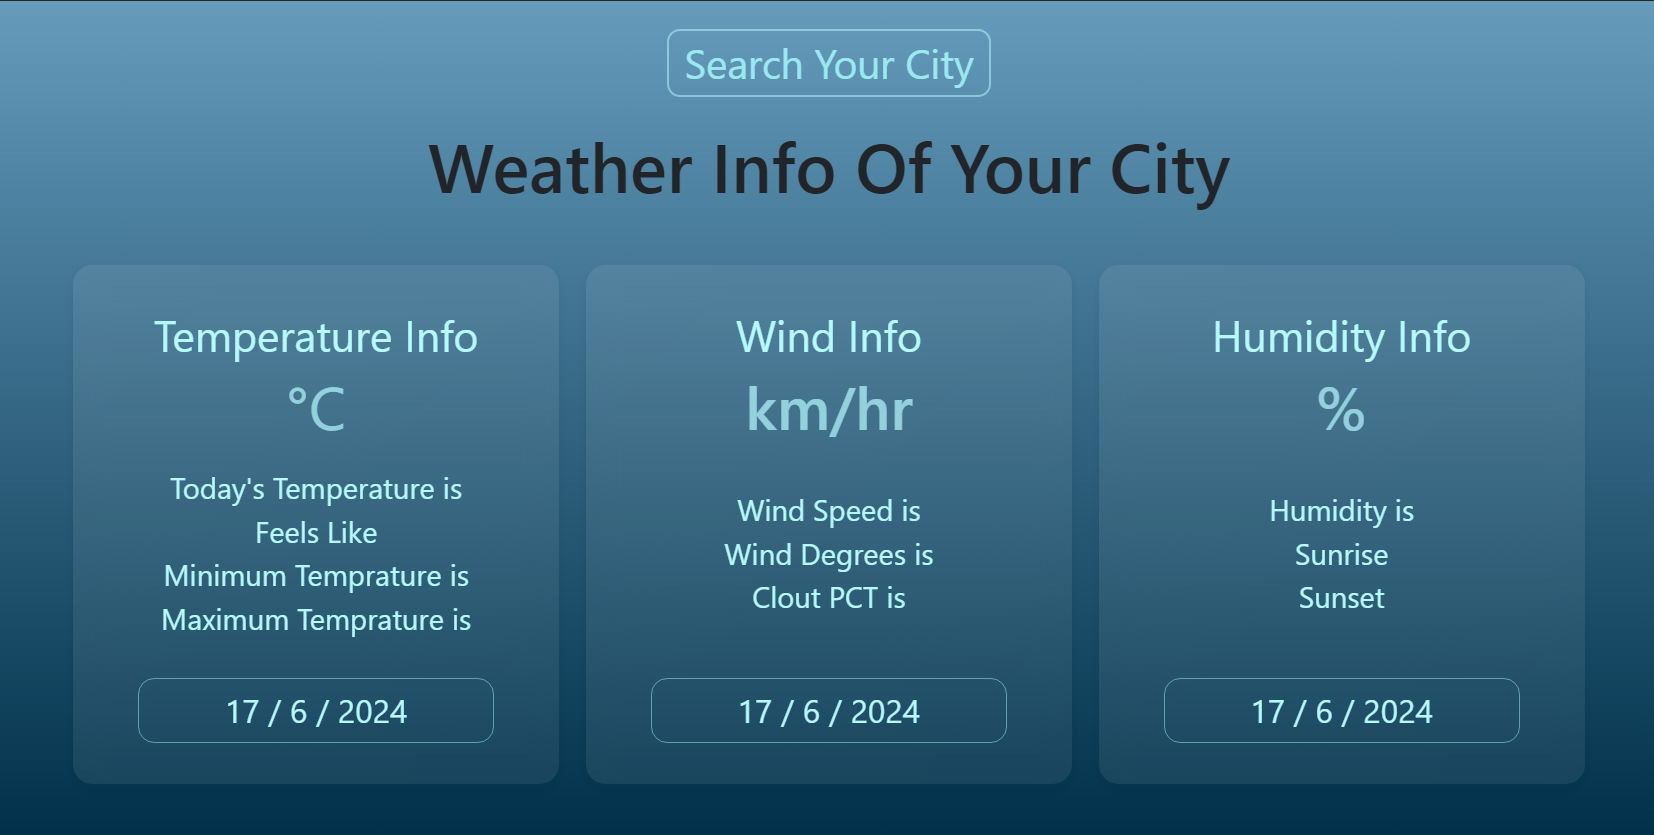 Search Your City
Weather Info Of Your City
Temperature Info
°C
Today's Temperature is
Feels Like
Minimum Temprature is
Maximum Temprature is
17 / 6 / 2024
Wind Info
km/hr
Wind Speed is
Wind Degrees is
Clout PCT is
17 / 6 / 2024
Humidity Info
%
Humidity is
Sunrise
Sunset
17 / 6 / 2024